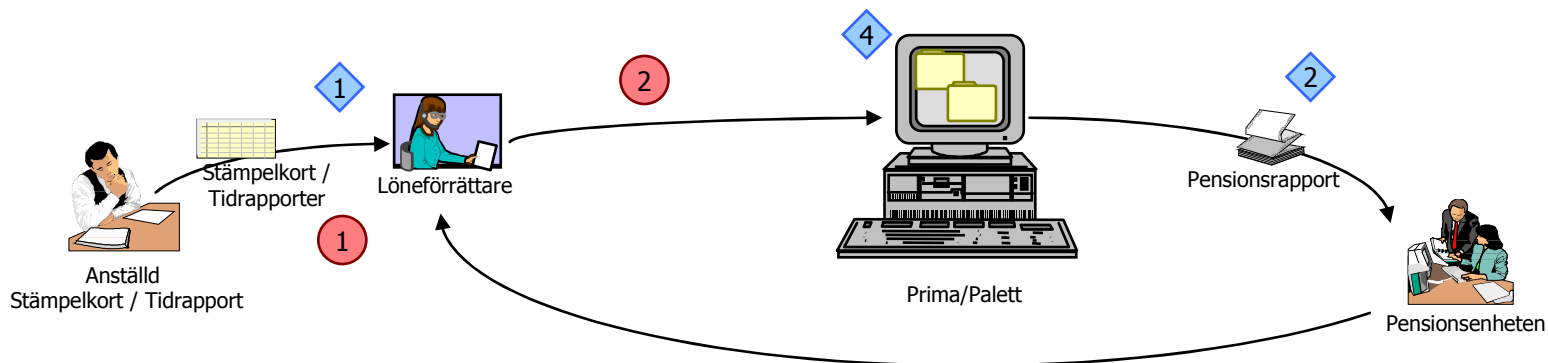 4
1
2
2
Stämpelkort /
Tidrapporter
Löneförrättare
Pensionsrapport
1
Anställd
Stämpelkort / Tidrapport
Prima/Palett
Pensionsenheten